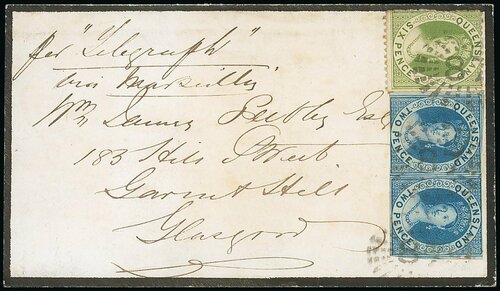 per "Telegraph"
via "Marseilles"
Wm James Esq
183 Hill Street
Garnet Hill
Glasgow
QUEENSLAND
SIX PENCE
QUEENSLAND
TWO PENCE
QUEENSLAND
TWO PENCE